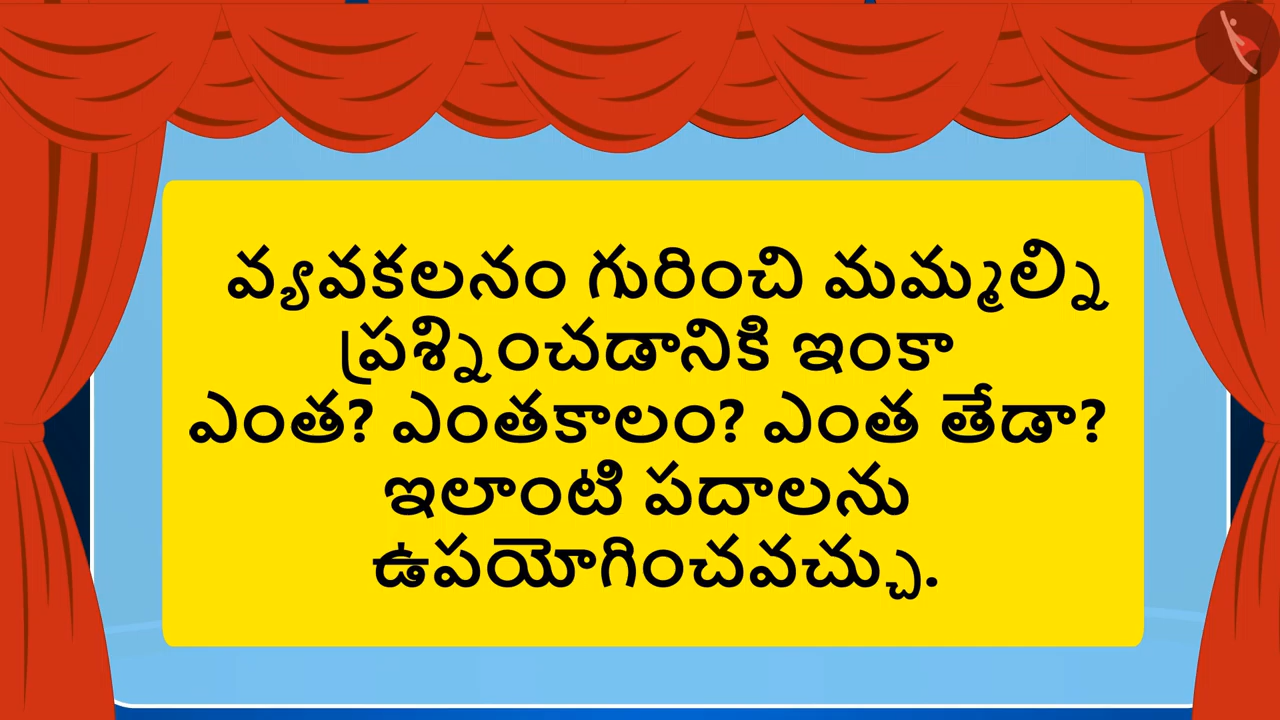 వ్యవకలనం గురించి మమ్మల్ని
ప్రశ్నించడానికి ఇంకా
ఎంత? ఎంతకాలం? ఎంత తేడా?
ఇలాంటి పదాలను
ఉపయోగించవచ్చు.